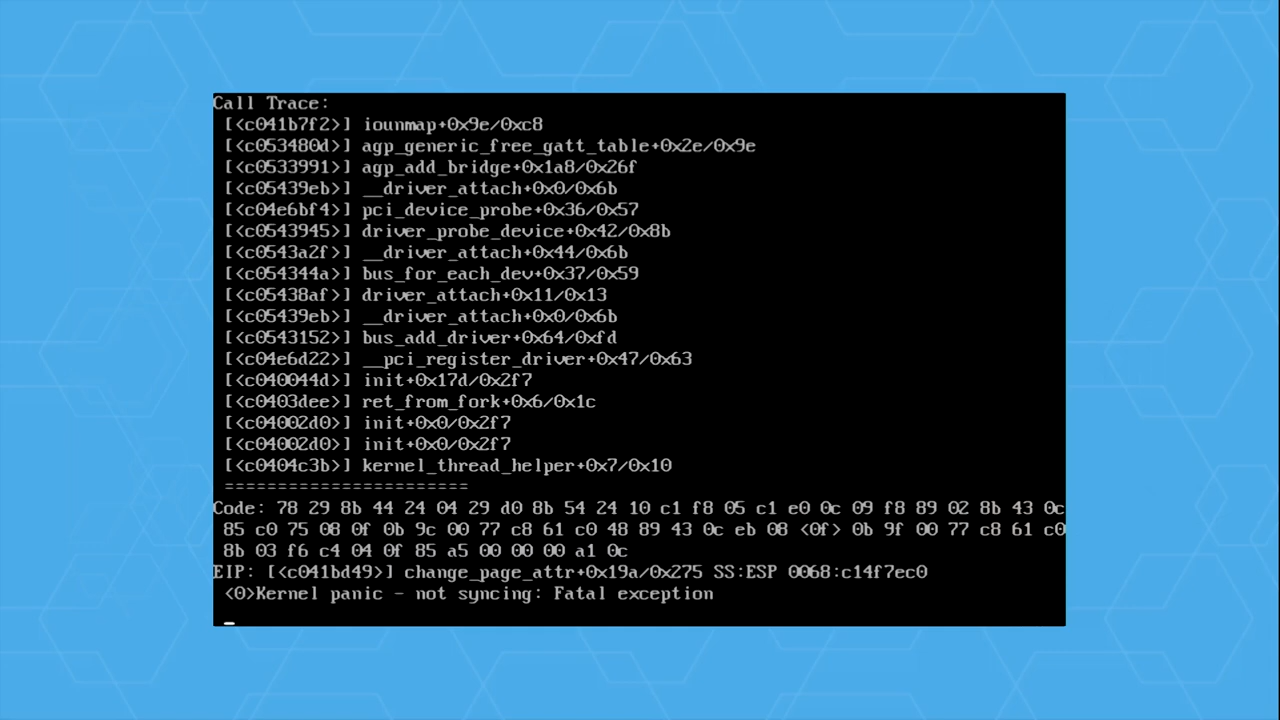 Call Trace:
[<c041b7f2>] iounmap+0x9e/0xc8
[<c053480d>] agp_generic_free_gatt_table+0x2e/0x9e
[<c0533991>] agp_add_bridge+0x1a8/0x26f
[<c05439eb>] __driver_attach+0x0/0x6b
[<c04e6bf4>] pci_device_probe+0x36/0x57
[<c0543945>] driver_probe_device+0x42/0x8b
[<c0543a2f>] __driver_attach+0x44/0x6b
[<c054344a>] bus_for_each_dev+0x37/0x59
[<c05438af>] driver_attach+0x11/0x13
[<c05439eb>] __driver_attach+0x0/0x6b
[<c0543152>] bus_add_driver+0x64/0xfd
[<c04e6d22>] __pci_register_driver+0x47/0x63
[<c040044d>] init+0x17d/0x2f7
[<c0403dee>] ret_from_fork+0x6/0x1c
[<c04002d0>] init+0x0/0x2f7
[<c04002d0>] init+0x0/0x2f7
[<c0404c3b>] kernel_thread_helper+0x7/0x10
=======================
Code: 78 29 8b 44 24 04 29 d0 8b 54 24 10 c1 f8 05 c1 e0 0c 09 f8 89 02 8b 43 0c
85 c0 75 08 0f 0b 9c 00 77 c8 61 c0 48 89 43 0c eb 08 <0f> 0b 9f 00 77 c8 61 c0
8b 03 f6 c4 04 0f 85 a5 00 00 00 a1 0c
EIP: [<c041bd49>] change_page_attr+0x19a/0x275 SS:ESP 0068:c14f7ec0
<0>Kernel panic - not syncing: Fatal exception